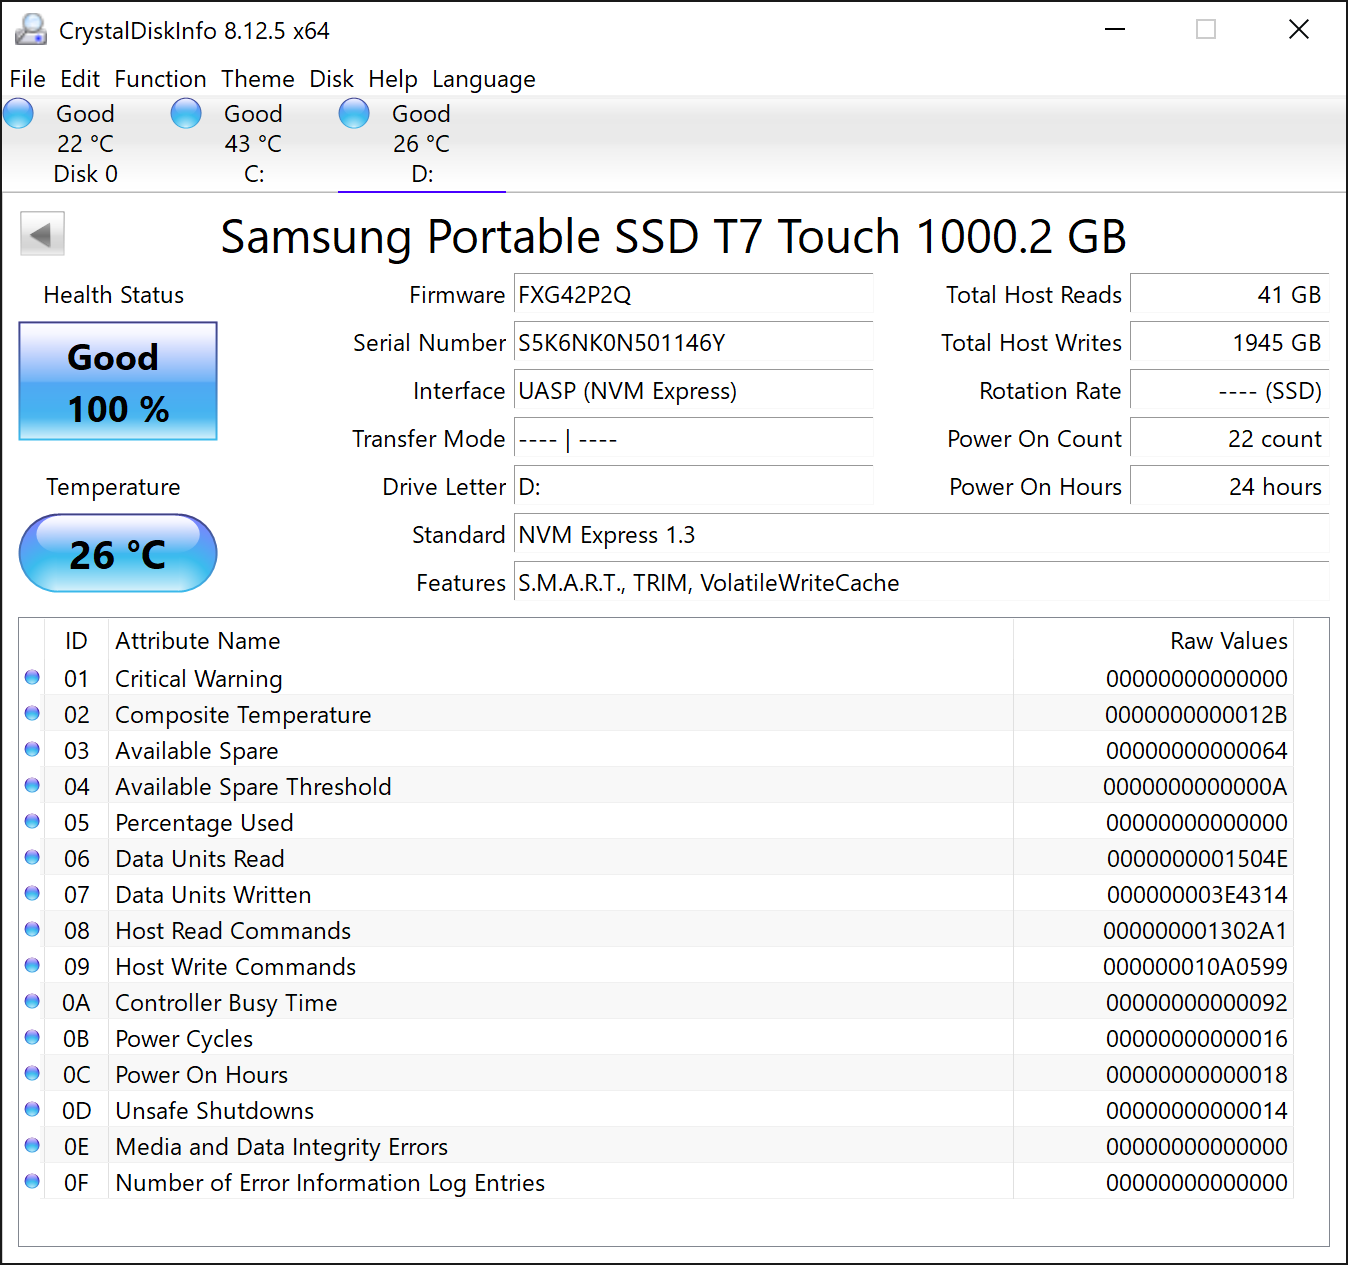 CrystalDiskInfo 8.12.5 x64
File Edit Function Theme Disk Help Language
Good Good Good
22 °C 43 °C 26 °C
Disk 0 C: D:
Samsung Portable SSD T7 Touch 1000.2 GB
Health Status
Good
100 %
Temperature
26 °C
Firmware FXG42P2Q
Serial Number S5K6NK0N501146Y
Interface UASP (NVM Express)
Transfer Mode ---- | ----
Drive Letter D:
Standard NVM Express 1.3
Features S.M.A.R.T., TRIM, VolatileWriteCache
Total Host Reads 41 GB
Total Host Writes 1945 GB
Rotation Rate ---- (SSD)
Power On Count 22 count
Power On Hours 24 hours
ID Attribute Name Raw Values
01 Critical Warning 00000000000000
02 Composite Temperature 0000000000012B
03 Available Spare 00000000000064
04 Available Spare Threshold 0000000000000A
05 Percentage Used 00000000000000
06 Data Units Read 0000000001504E
07 Data Units Written 000000003E4314
08 Host Read Commands 000000001302A1
09 Host Write Commands 000000010A0599
0A Controller Busy Time 00000000000092
0B Power Cycles 00000000000016
0C Power On Hours 00000000000018
0D Unsafe Shutdowns 00000000000014
0E Media and Data Integrity Errors 00000000000000
0F Number of Error Information Log Entries 00000000000000